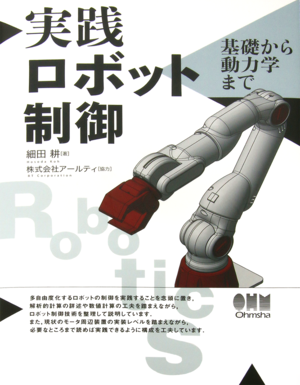 実践
ロボット
制御
基礎から
動力学
まで
細田 耕[著]
Hosoda Koh
株式会社アールティ[協力]
RT Corporation
Robotics
多自由度化するロボットの制御を実践することを念頭に置き、
解析的計算の詳述や数値計算の工夫を踏まえながら、
ロボット制御技術を整理して説明しています。
また、現状のモータ周辺装置の実装レベルを踏まえながら、
必要なところまで読めば実践できるように構成を工夫しています。
OHM
Ohmsha